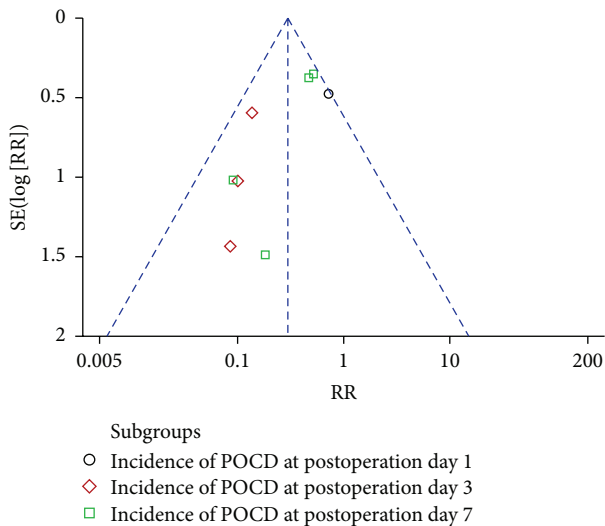 0
0.5
1
1.5
2
SE(log [RR])
0.005
0.1
1
10
200
RR
Subgroups
Incidence of POCD at postoperation day 1
Incidence of POCD at postoperation day 3
Incidence of POCD at postoperation day 7